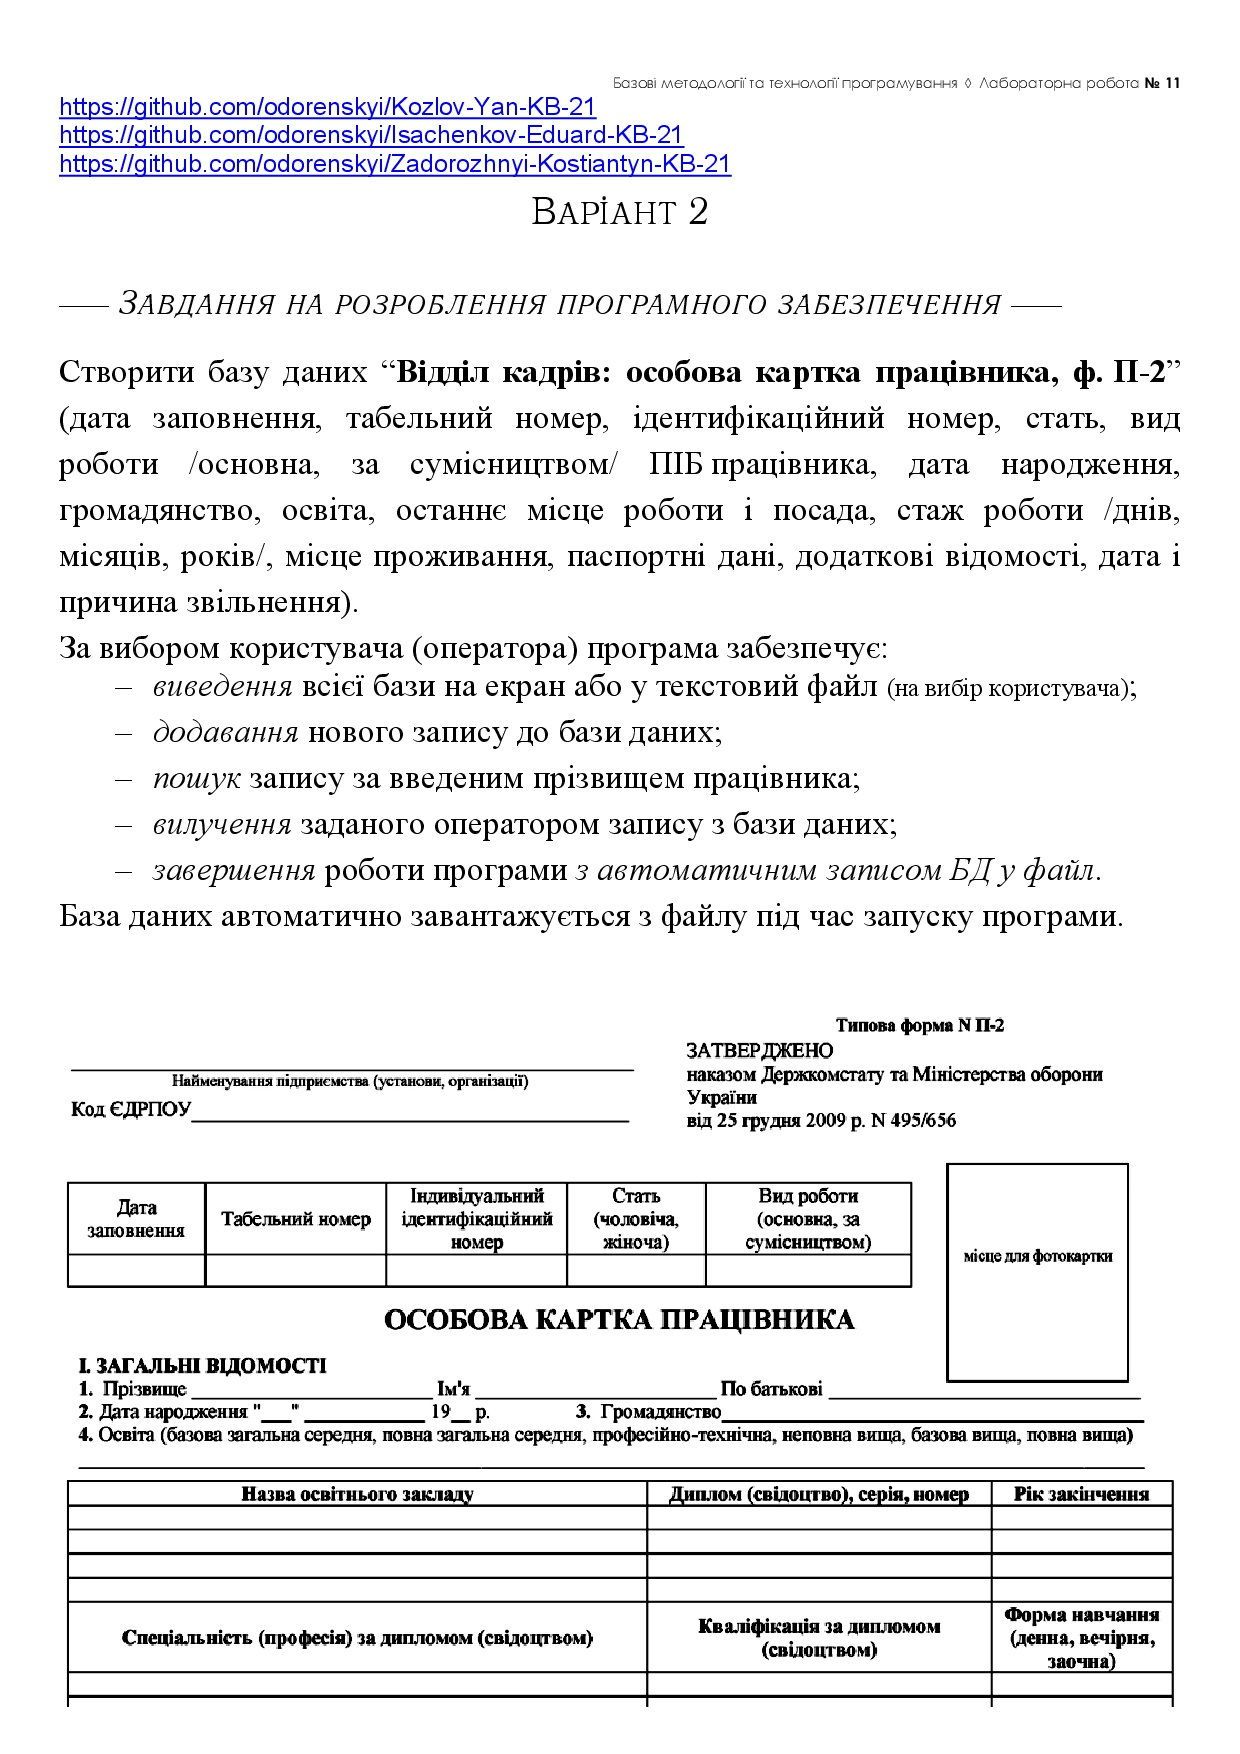 Базові методології та технології програмування ◊ Лабораторна робота № 11
https://github.com/odorenskyi/Kozlov-Yan-KB-21
https://github.com/odorenskyi/Isachenkov-Eduard-KB-21
https://github.com/odorenskyi/Zadorozhnyi-Kostiantyn-KB-21
ВАРІАНТ 2
—– ЗАВДАННЯ НА РОЗРОБЛЕННЯ ПРОГРАМНОГО ЗАБЕЗПЕЧЕННЯ —–
Створити базу даних “Відділ кадрів: особова картка працівника, ф. П-2”
(дата заповнення, табельний номер, ідентифікаційний номер, стать, вид
роботи /основна, за сумісництвом/ ПІБ працівника, дата народження,
громадянство, освіта, останнє місце роботи і посада, стаж роботи /днів,
місяців, років/, місце проживання, паспортні дані, додаткові відомості, дата і
причина звільнення).
За вибором користувача (оператора) програма забезпечує:
– виведення всієї бази на екран або у текстовий файл (на вибір користувача);
– додавання нового запису до бази даних;
– пошук запису за введеним прізвищем працівника;
– вилучення заданого оператором запису з бази даних;
– завершення роботи програми з автоматичним записом БД у файл.
База даних автоматично завантажується з файлу під час запуску програми.
Типова форма N П-2
ЗАТВЕРДЖЕНО
наказом Держкомстату та Міністерства оборони
України
від 25 грудня 2009 р. N 495/656
Найменування підприємства (установи, організації)
Код ЄДРПОУ
Дата
заповнення
Табельний номер
Індивідуальний
ідентифікаційний
номер
Стать
(чоловіча,
жіноча)
Вид роботи
(основна, за
сумісництвом)
місце для фотокартки
ОСОБОВА КАРТКА ПРАЦІВНИКА
І. ЗАГАЛЬНІ ВІДОМОСТІ
1. Прізвище ________ Ім'я ________ По батькові ________
2. Дата народження "___" ________ 19__ р. 3. Громадянство________
4. Освіта (базова загальна середня, повна загальна середня, професійно-технічна, неповна вища, базова вища, повна вища)
Назва освітнього закладу
Диплом (свідоцтво), серія, номер
Рік закінчення
Спеціальність (професія) за дипломом (свідоцтвом)
Кваліфікація за дипломом
(свідоцтвом)
Форма навчання
(денна, вечірня,
заочна)